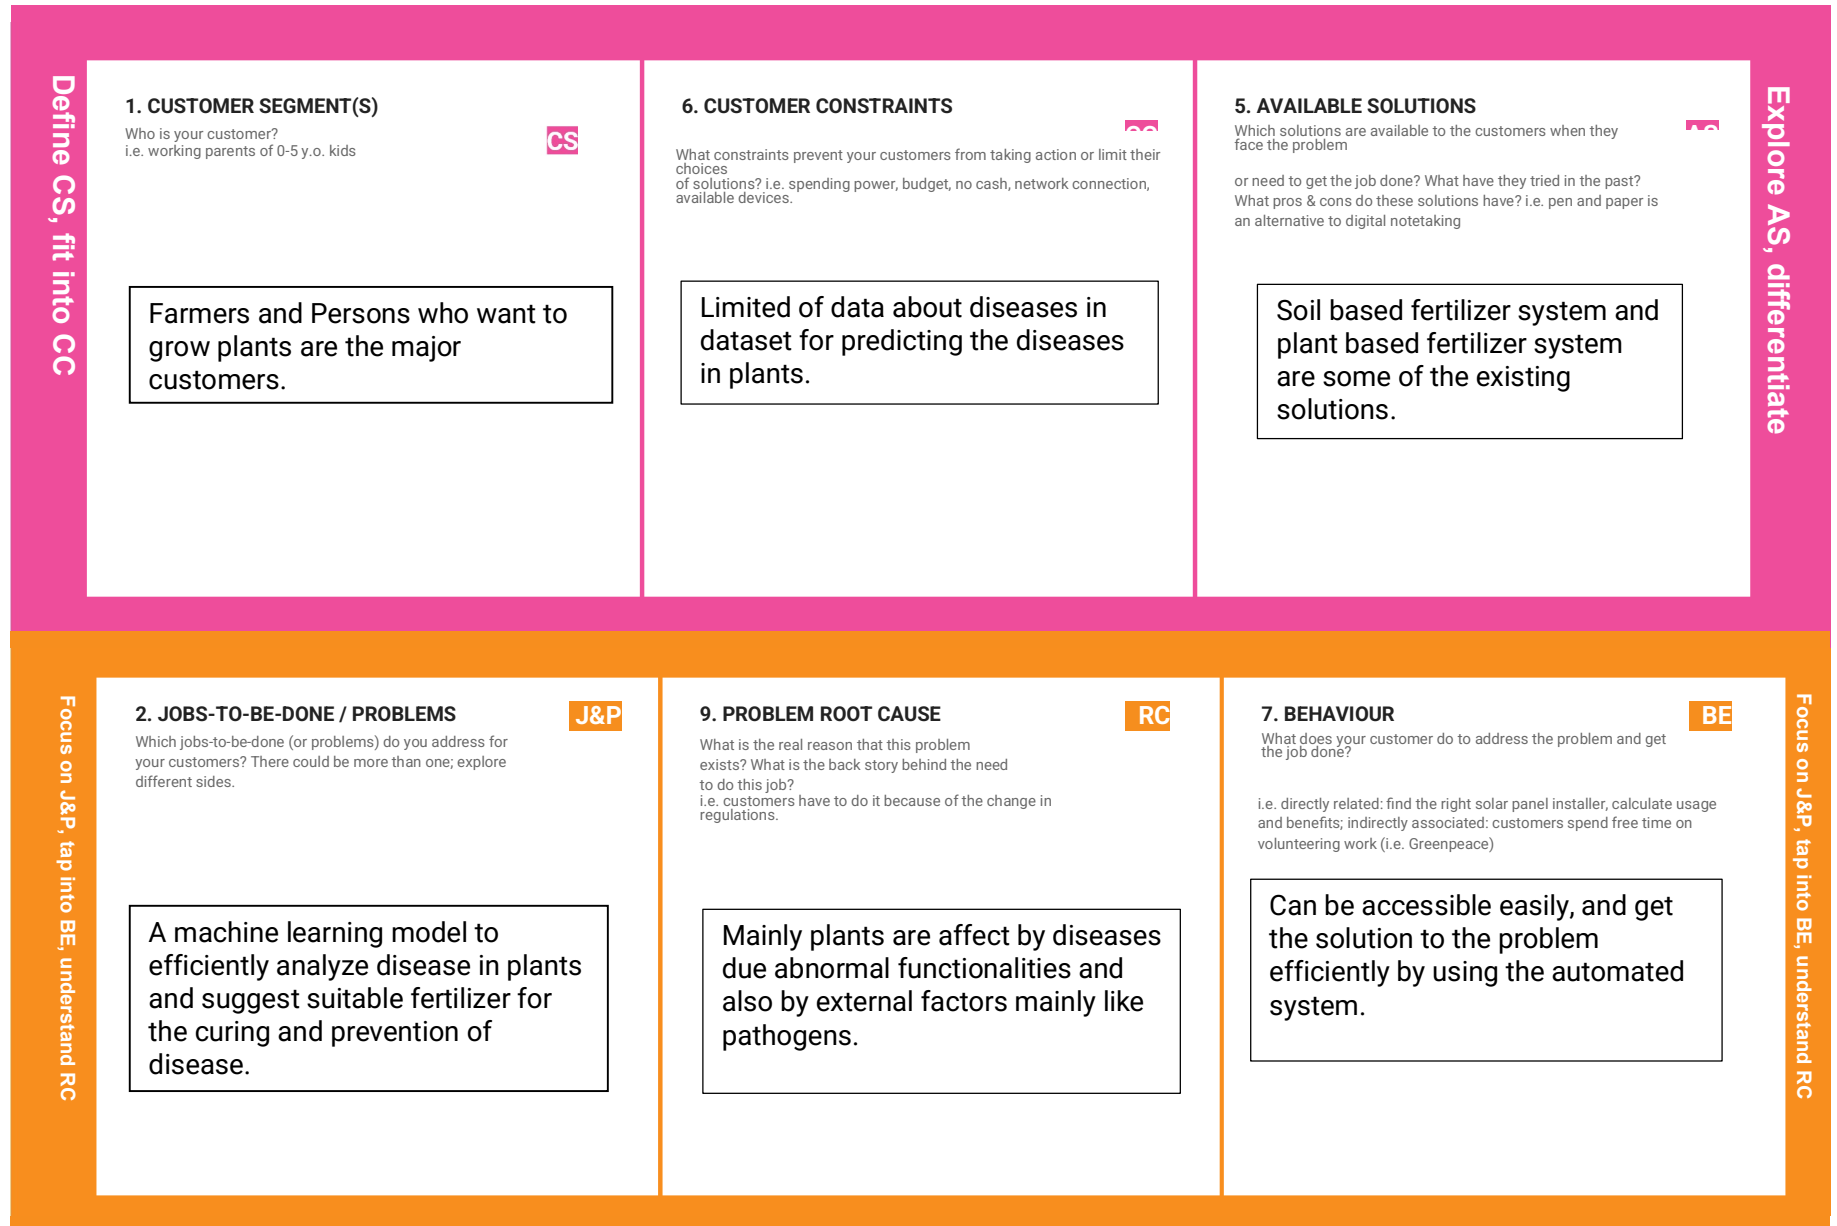 Define CS, fit into CC
1. CUSTOMER SEGMENT(S)
Who is your customer?
i.e. working parents of 0-5 y.o. kids
CS
Farmers and Persons who want to
grow plants are the major
customers.
6. CUSTOMER CONSTRAINTS
What constraints prevent your customers from taking action or limit their
choices
of solutions? i.e. spending power, budget, no cash, network connection,
available devices.
Limited of data about diseases in
dataset for predicting the diseases
in plants.
5. AVAILABLE SOLUTIONS
Which solutions are available to the customers when they
face the problem
or need to get the job done? What have they tried in the past?
What pros & cons do these solutions have? i.e. pen and paper is
an alternative to digital notetaking
Soil based fertilizer system and
plant based fertilizer system
are some of the existing
solutions.
Explore AS, differentiate
Focus on J&P, tap into BE, understand RC
2. JOBS-TO-BE-DONE / PROBLEMS
J&P
Which jobs-to-be-done (or problems) do you address for
your customers? There could be more than one; explore
different sides.
A machine learning model to
efficiently analyze disease in plants
and suggest suitable fertilizer for
the curing and prevention of
disease.
9. PROBLEM ROOT CAUSE
RC
What is the real reason that this problem
exists? What is the back story behind the need
to do this job?
i.e. customers have to do it because of the change in
regulations.
Mainly plants are affect by diseases
due abnormal functionalities and
also by external factors mainly like
pathogens.
7. BEHAVIOUR
BE
What does your customer do to address the problem and get
the job done?
i.e. directly related: find the right solar panel installer, calculate usage
and benefits; indirectly associated: customers spend free time on
volunteering work (i.e. Greenpeace)
Can be accessible easily, and get
the solution to the problem
efficiently by using the automated
system.
Focus on J&P, tap into BE, understand RC